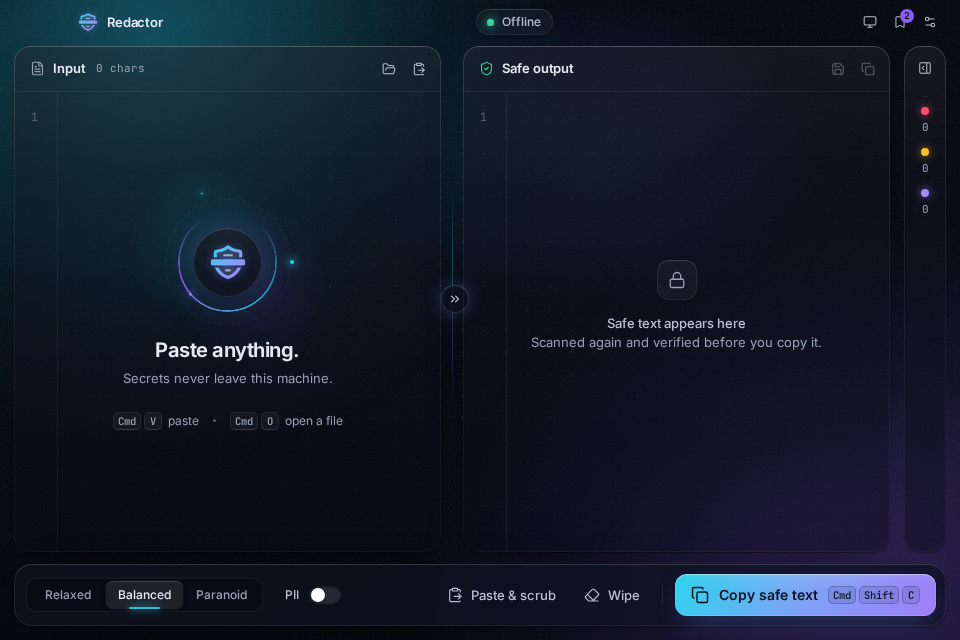 Redactor
Offline
2
Input 0 chars
Safe output
1
1
0
0
0
Paste anything.
Secrets never leave this machine.
Cmd V paste • Cmd O open a file
Safe text appears here
Scanned again and verified before you copy it.
Relaxed Balanced Paranoid PII Paste & scrub Wipe Copy safe text Cmd Shift C